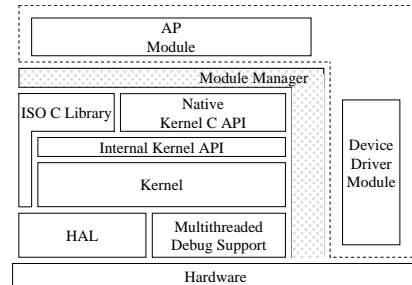 AP
Module
Module Manager
ISO C Library
Native
Kernel C API
Internal Kernel API
Kernel
Device
Driver
Module
HAL
Multithreaded
Debug Support
Hardware